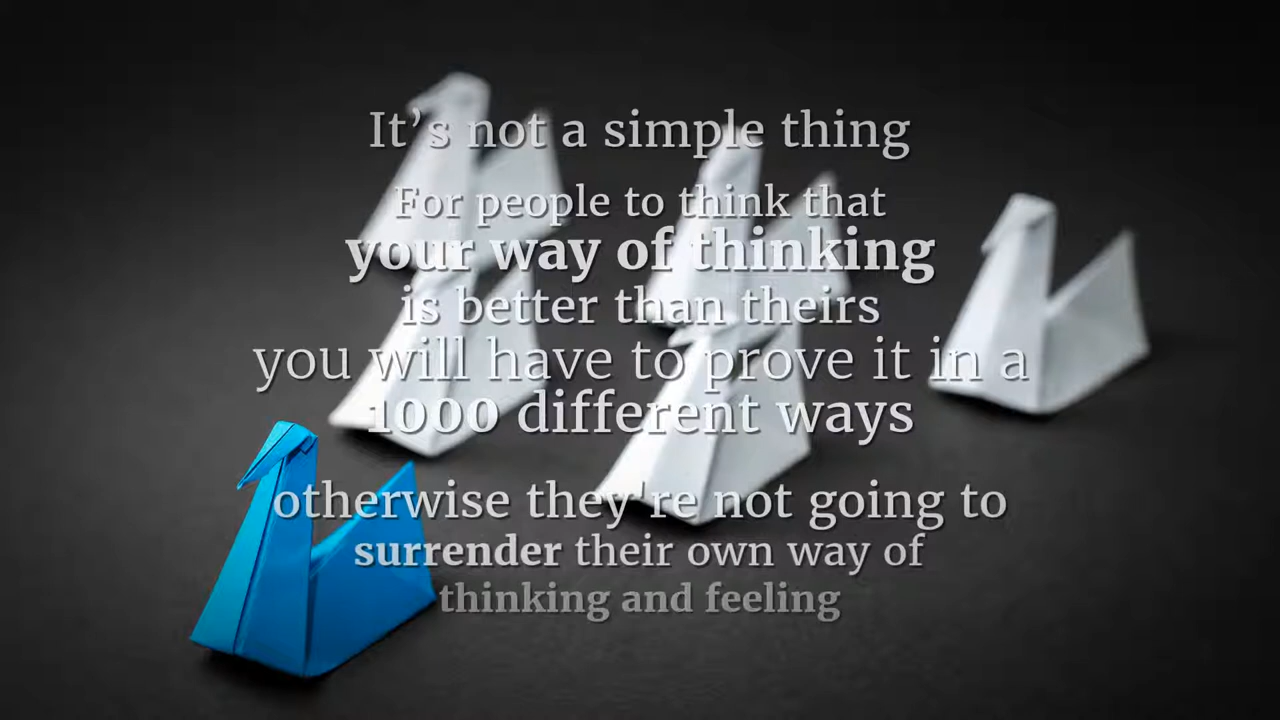 It’s not a simple thing
For people to think that
your way of thinking
is better than theirs
you will have to prove it in a
1000 different ways
otherwise they're not going to
surrender their own way of
thinking and feeling